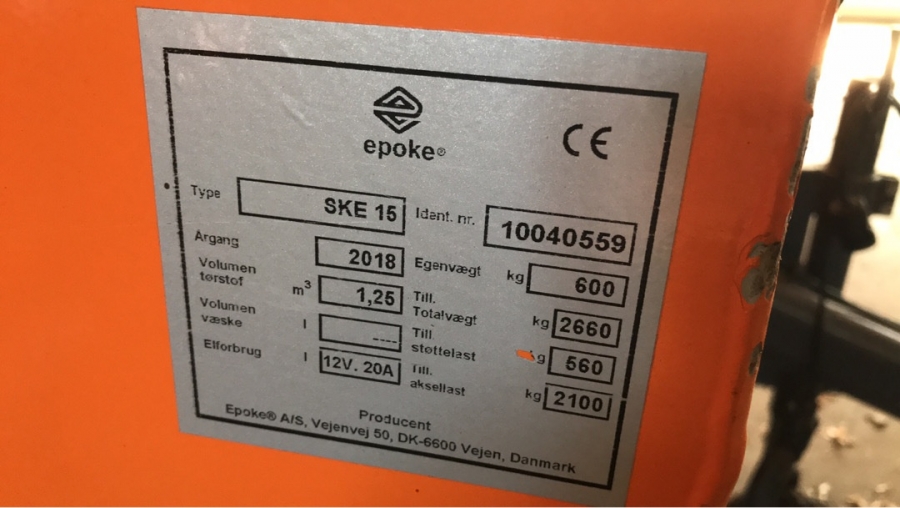 epoke®
CE
Type SKE 15 Ident. nr. 10040559
Årgang 2018 Egenvægt kg 600
Volumen tørstof m³ 1,25 Till. Totalvægt kg 2660
Volumen væske l ---- Till støttelast kg 560
Elforbrug l 12V. 20A Till. aksellast kg 2100
Producent
Epoke® A/S, Vejenvej 50, DK-6600 Vejen, Danmark